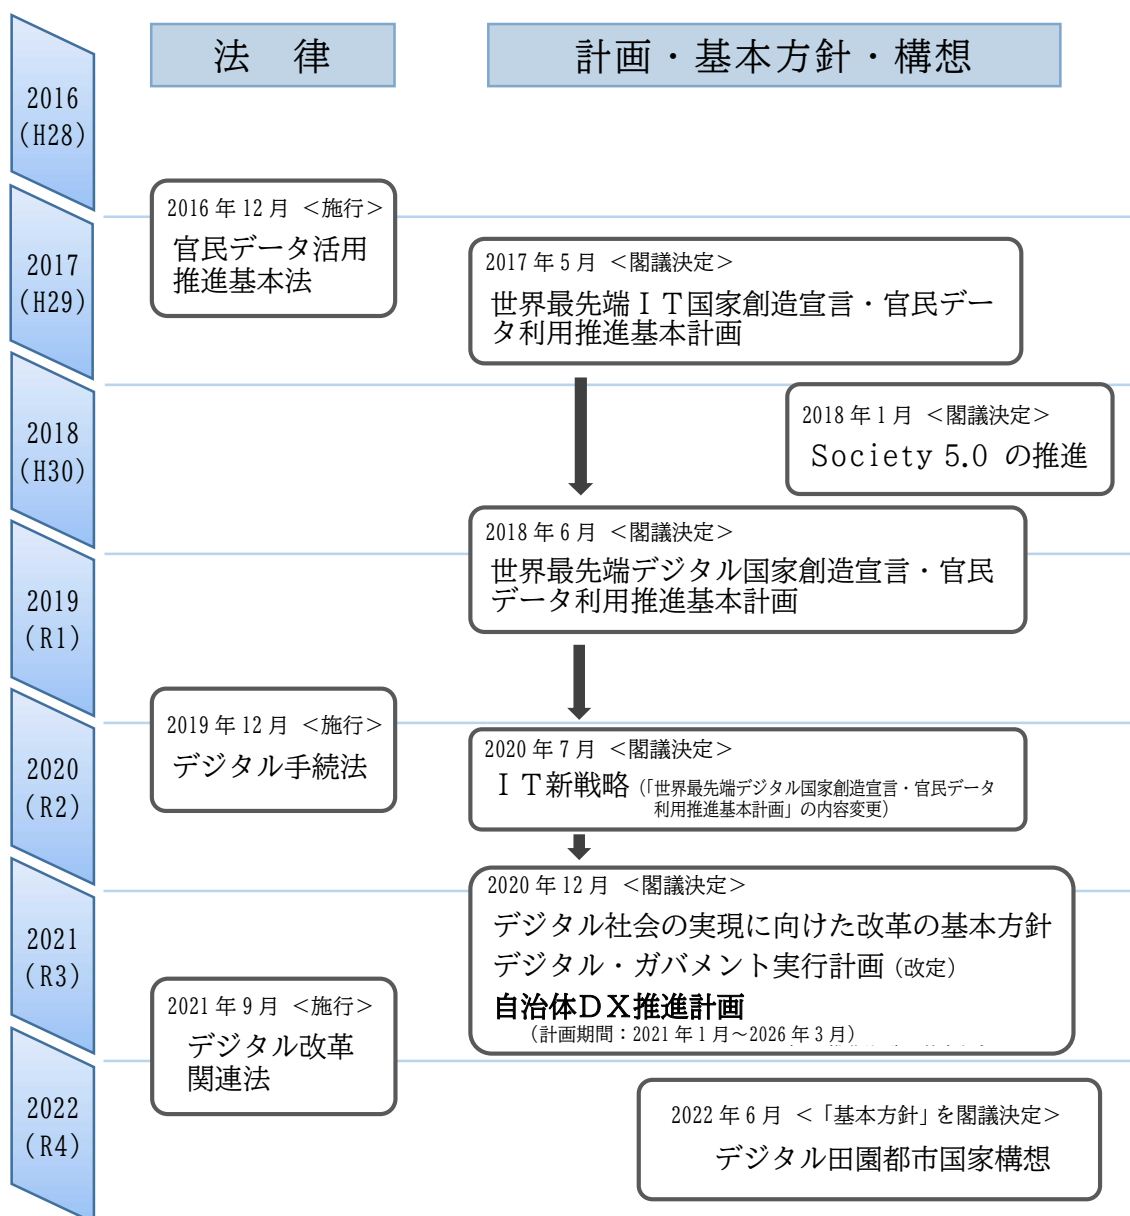 法　律
計画・基本方針・構想
2016
(H28)
2016年12月 ＜施行＞
官民データ活用
推進基本法
2017
(H29)
2017年5月 ＜閣議決定＞
世界最先端ＩＴ国家創造宣言・官民デー
タ利用推進基本計画
2018
(H30)
2018年1月 ＜閣議決定＞
Society 5.0 の推進
2018年6月 ＜閣議決定＞
世界最先端デジタル国家創造宣言・官民
データ利用推進基本計画
2019
(R1)
2019年12月 ＜施行＞
デジタル手続法
2020
(R2)
2020年7月 ＜閣議決定＞
ＩＴ新戦略（「世界最先端デジタル国家創造宣言・官民データ
利用推進基本計画」の内容変更）
2020年12月 ＜閣議決定＞
デジタル社会の実現に向けた改革の基本方針
デジタル・ガバメント実行計画（改定）
自治体ＤＸ推進計画
（計画期間：2021年1月～2026年3月）
2021
(R3)
2021年9月 ＜施行＞
デジタル改革
関連法
2022
(R4)
2022年6月 ＜「基本方針」を閣議決定＞
デジタル田園都市国家構想